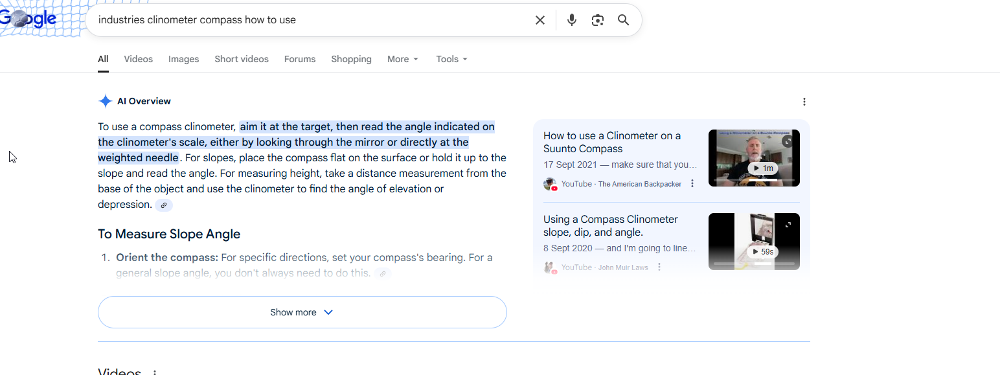 Google
industries clinometer compass how to use
All Videos Images Short videos Forums Shopping More Tools
AI Overview
To use a compass clinometer, aim it at the target, then read the angle indicated on
the clinometer's scale, either by looking through the mirror or directly at the
weighted needle. For slopes, place the compass flat on the surface or hold it up to the
slope and read the angle. For measuring height, take a distance measurement from the
base of the object and use the clinometer to find the angle of elevation or
depression.
To Measure Slope Angle
1. Orient the compass: For specific directions, set your compass's bearing. For a
general slope angle, you don't always need to do this.
Show more
Videos
How to use a Clinometer on a
Suunto Compass
17 Sept 2021 — make sure that you...
YouTube · The American Backpacker
Using a Clinometer on a Suunto Compass
1m
Using a Compass Clinometer
slope, dip, and angle.
8 Sept 2020 — and I'm going to line...
YouTube · John Muir Laws
59s